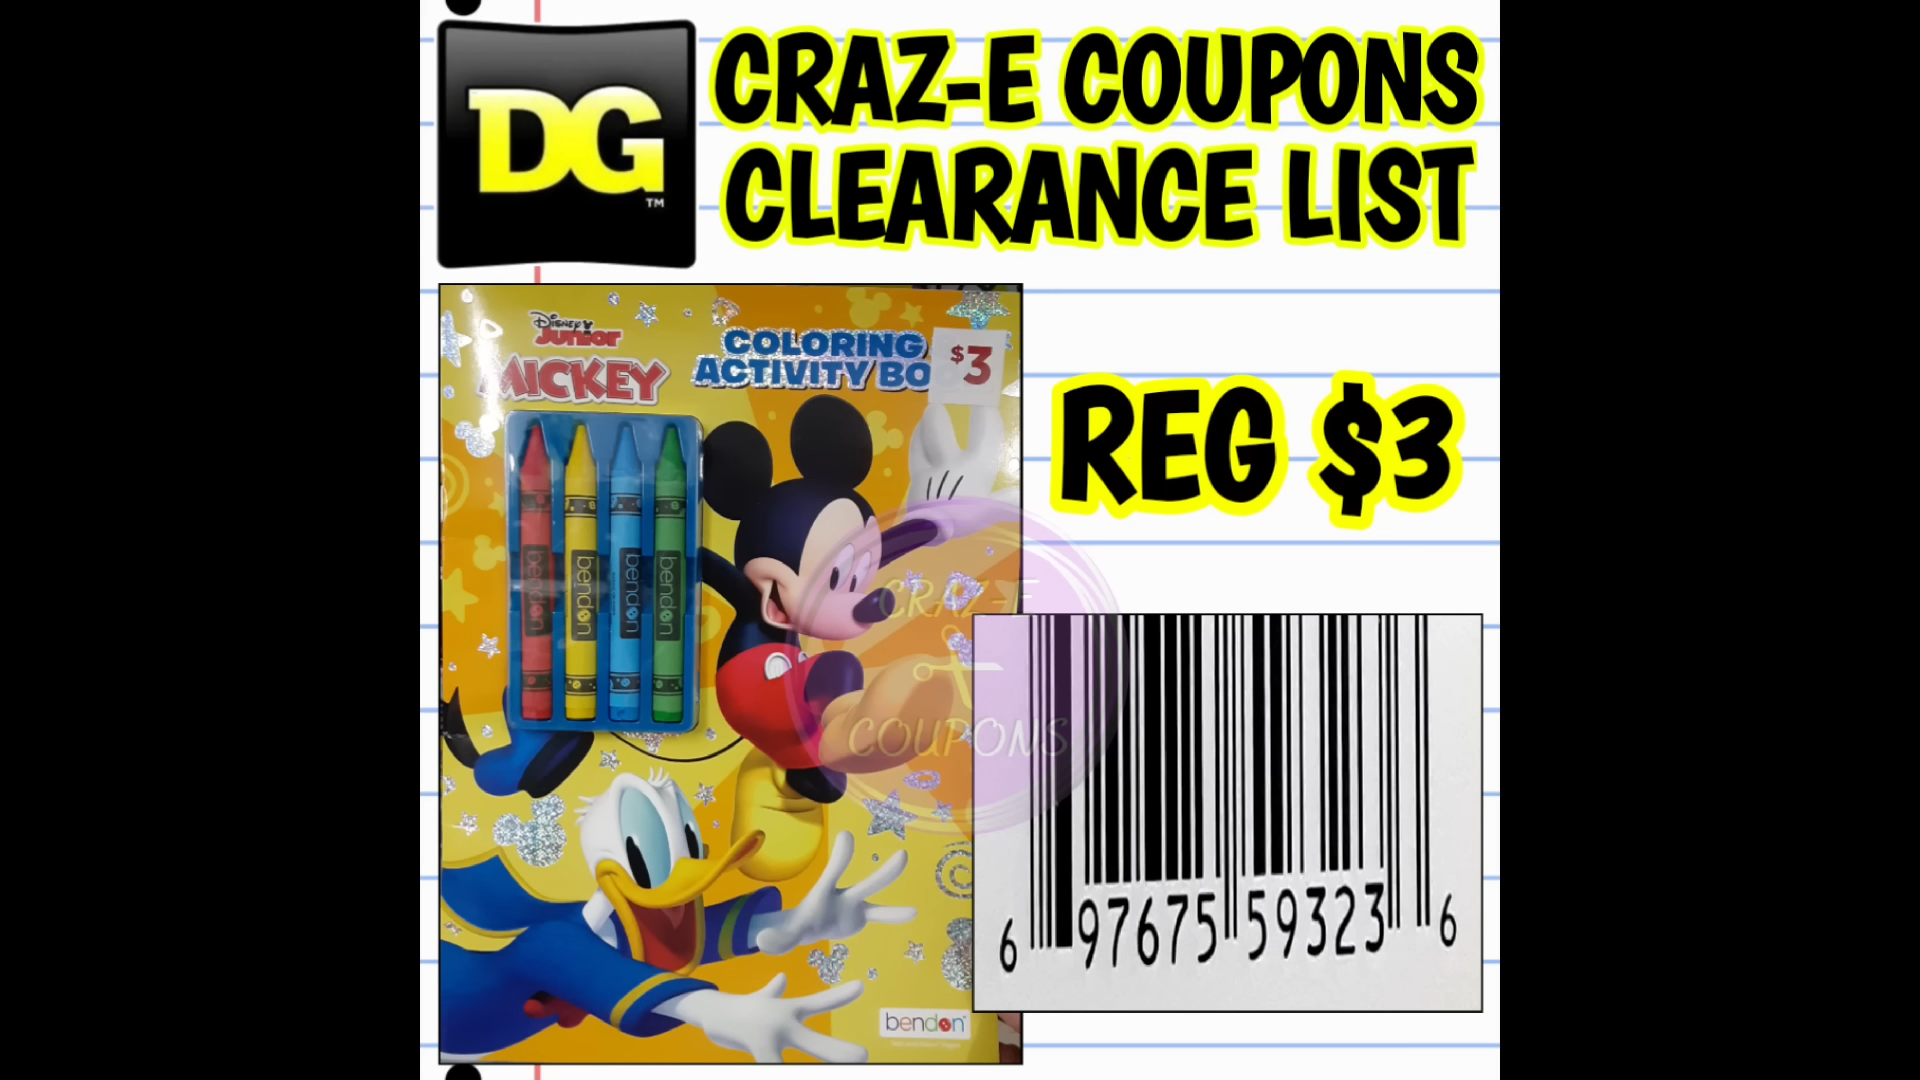 DG
TM
CRAZ-E COUPONS
CLEARANCE LIST
Disney
Junior
MICKEY
COLORING
ACTIVITY BO
$3
REG $3
bendon
bendon
bendon
bendon
CRAZ-E
COUPONS
6 97675 59323 6
bendon